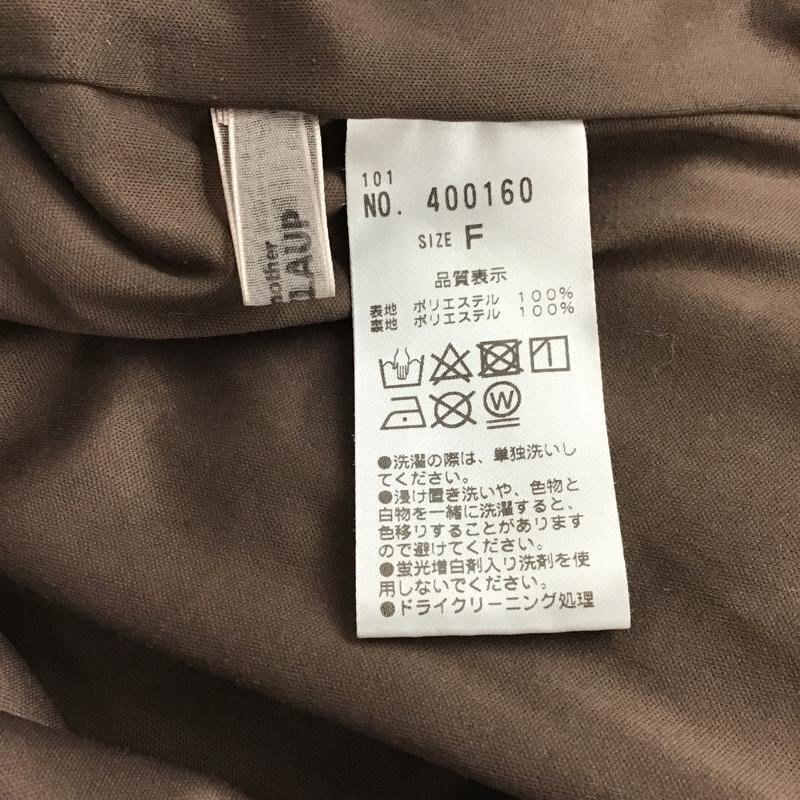 mother
101
NO. 400160
SIZE F
品質表示
表地 ポリエステル 100%
裏地 ポリエステル 100%
W
●洗濯の際は、単独洗いし
てください。
●浸け置き洗いや、色物と
白物を一緒に洗濯すると、
色移りすることがあります
ので避けてください。
●蛍光増白剤入り洗剤を使
用しないでください。
●ドライクリーニング処理